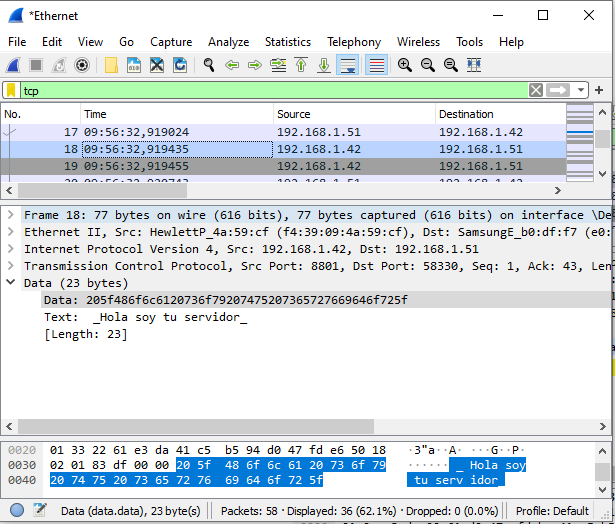 *Ethernet
File Edit View Go Capture Analyze Statistics Telephony Wireless Tools Help
tcp
No. Time Source Destination
17 09:56:32,919024 192.168.1.51 192.168.1.42
18 09:56:32,919435 192.168.1.42 192.168.1.51
19 09:56:32,919455 192.168.1.42 192.168.1.51
Frame 18: 77 bytes on wire (616 bits), 77 bytes captured (616 bits) on interface \De
Ethernet II, Src: HewlettP_4a:59:cf (f4:39:09:4a:59:cf), Dst: SamsungE_b0:df:f7 (e0:
Internet Protocol Version 4, Src: 192.168.1.42, Dst: 192.168.1.51
Transmission Control Protocol, Src Port: 8801, Dst Port: 58330, Seq: 1, Ack: 43, Len
Data (23 bytes)
Data: 205f486f6c6120736f79207475207365727669646f725f
Text: _Hola soy tu servidor_
[Length: 23]
0020 01 33 22 61 e3 da 41 c5 b5 94 d0 47 fd e6 50 18 ·3"a··A· ···G··P·
0030 02 01 83 df 00 00 20 5f 48 6f 6c 61 20 73 6f 79 ······ _ Hola soy
0040 20 74 75 20 73 65 72 76 69 64 6f 72 5f tu serv idor_
Data (data.data), 23 byte(s) Packets: 58 · Displayed: 36 (62.1%) · Dropped: 0 (0.0%) Profile: Default